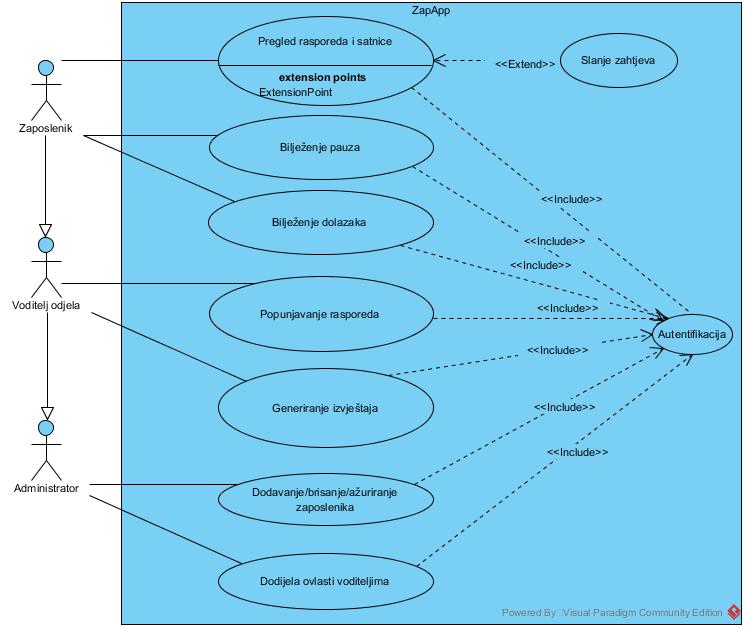 ZapApp
Pregled rasporeda i satnice
extension points
ExtensionPoint
<<Extend>>
Slanje zahtjeva
Zaposlenik
Bilježenje pauza
<<Include>>
Bilježenje dolazaka
<<Include>>
<<Include>>
Voditelj odjela
Popunjavanje rasporeda
<<Include>>
Autentifikacija
<<Include>>
Generiranje izvještaja
<<Include>>
<<Include>>
Administrator
Dodavanje/brisanje/ažuriranje
zaposlenika
Dodijela ovlasti voditeljima
Powered By Visual Paradigm Community Edition